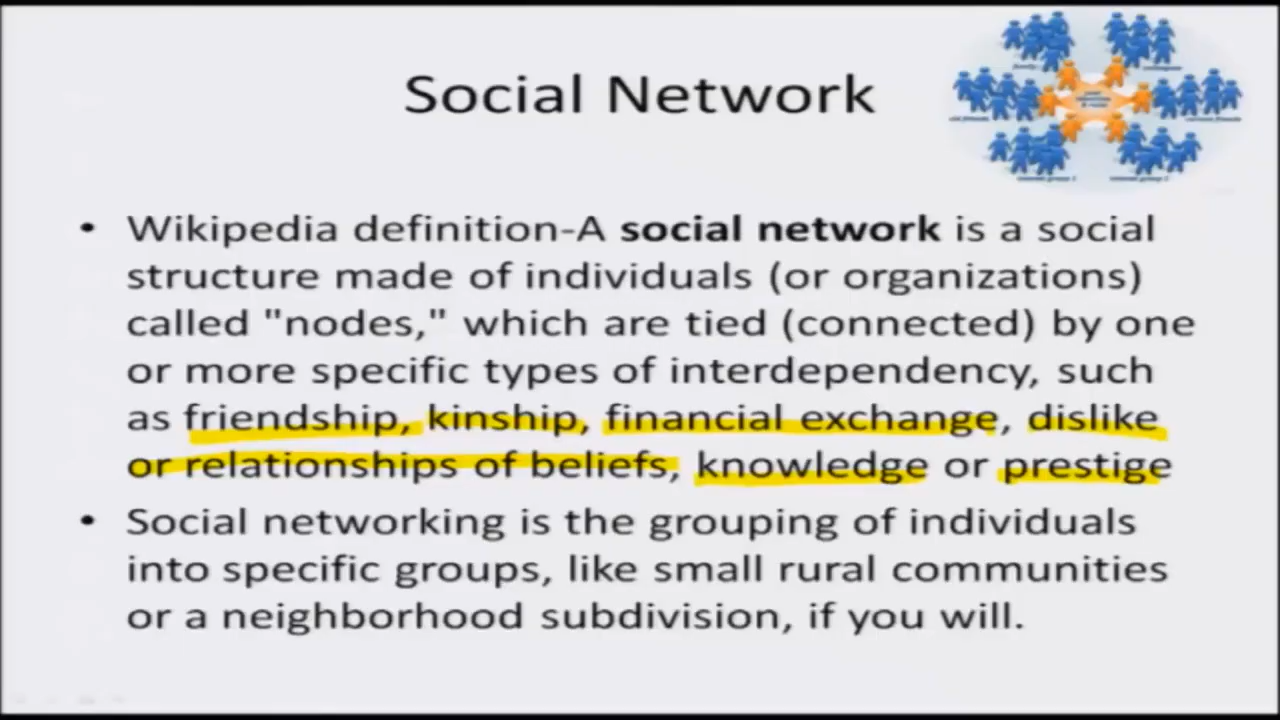 Social Network
• Wikipedia definition-A social network is a social
structure made of individuals (or organizations)
called "nodes," which are tied (connected) by one
or more specific types of interdependency, such
as friendship, kinship, financial exchange, dislike
or relationships of beliefs, knowledge or prestige
• Social networking is the grouping of individuals
into specific groups, like small rural communities
or a neighborhood subdivision, if you will.